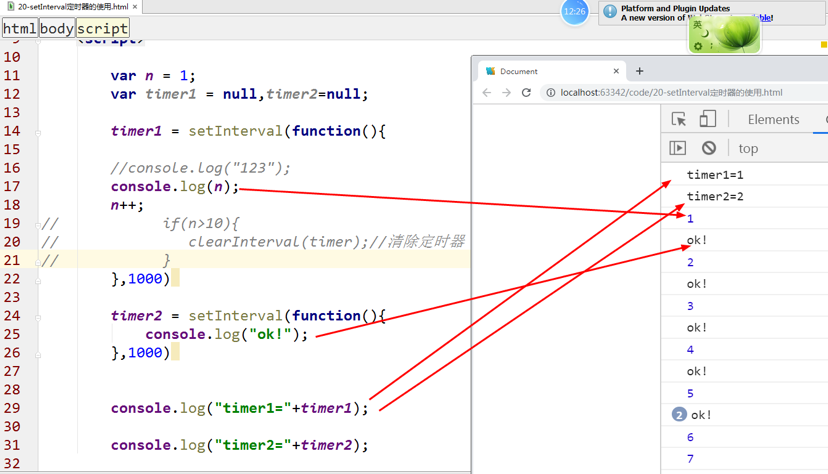 20-setInterval定时器的使用.html
12:26
Platform and Plugin Updates
A new version of
ble!
英
html body script
<script>
10
11 var n = 1;
12 var timer1 = null,timer2=null;
13
14 timer1 = setInterval(function(){
15
16 //console.log("123");
17 console.log(n);
18 n++;
19 // if(n>10){
20 // clearInterval(timer);//清除定时器
21 // }
22 },1000)
23
24 timer2 = setInterval(function(){
25 console.log("ok!");
26 },1000)
27
28
29 console.log("timer1="+timer1);
30
31 console.log("timer2="+timer2);
32
Document
localhost:63342/code/20-setInterval定时器的使用.html
Elements
top
timer1=1
timer2=2
1
ok!
2
ok!
3
ok!
4
ok!
5
2 ok!
6
7